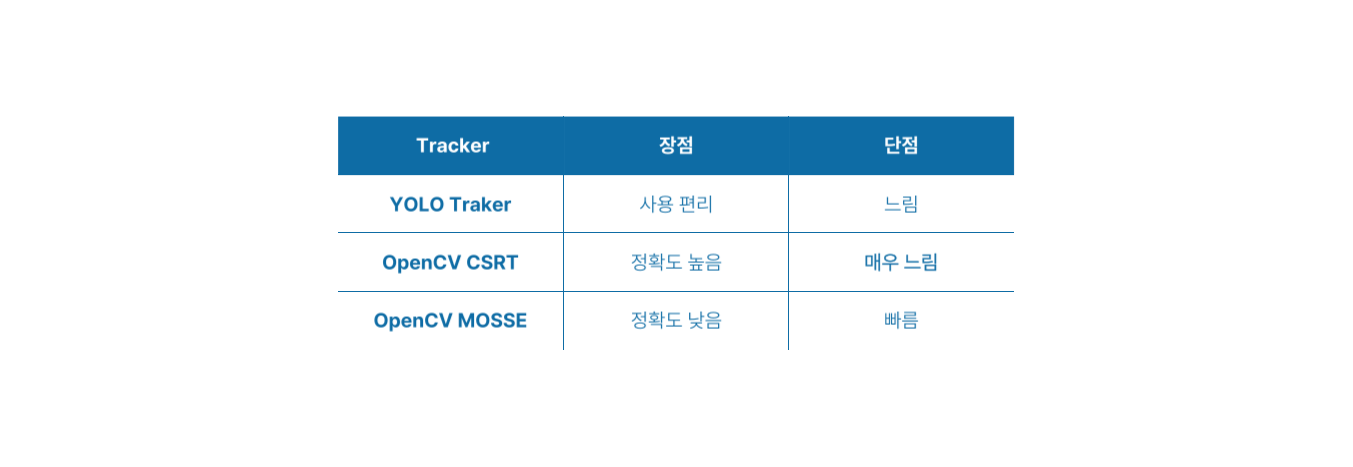 Tracker 장점 단점
YOLO Traker 사용 편리 느림
OpenCV CSRT 정확도 높음 매우 느림
OpenCV MOSSE 정확도 낮음 빠름